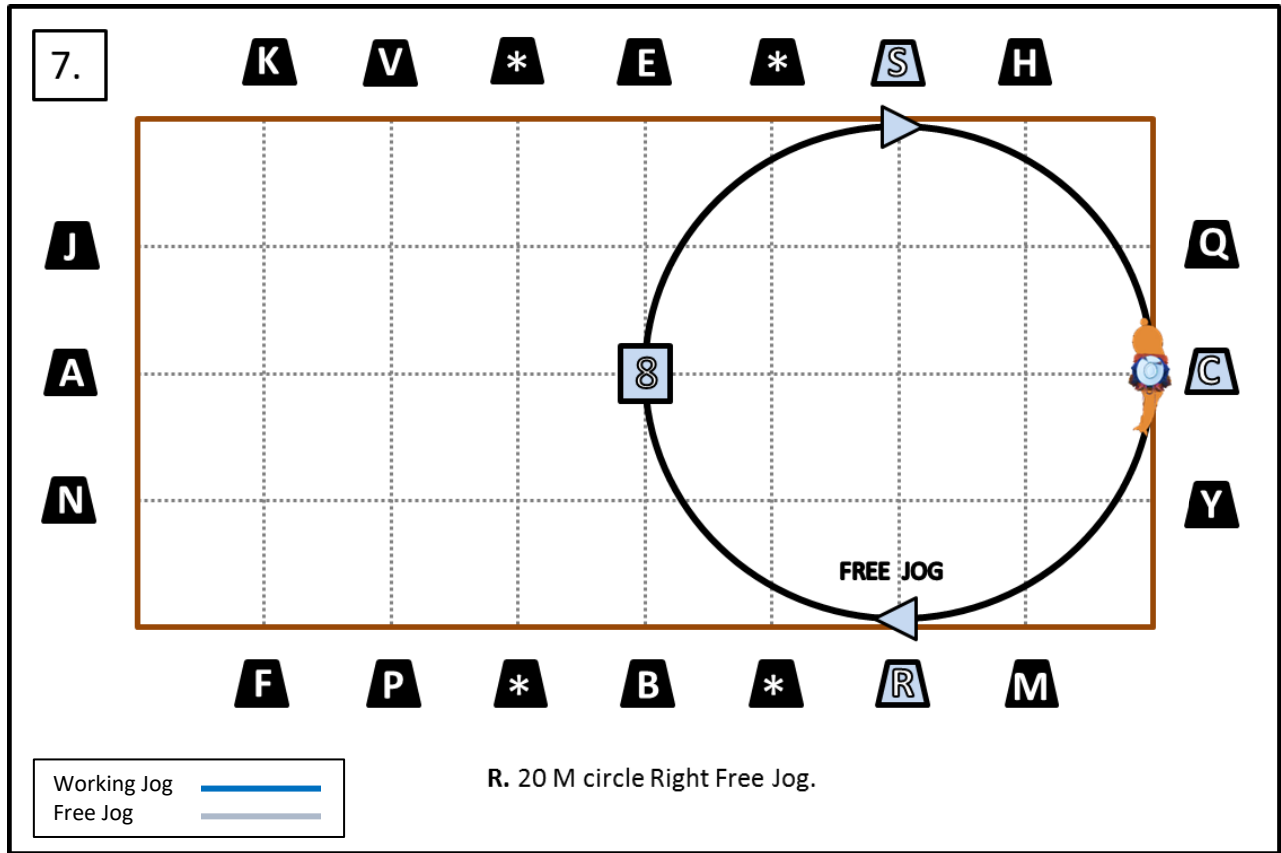 7.
K V * E * S H
J Q
A 8 C
N Y
FREE JOG
F P * B * R M
Working Jog
Free Jog
R. 20 M circle Right Free Jog.